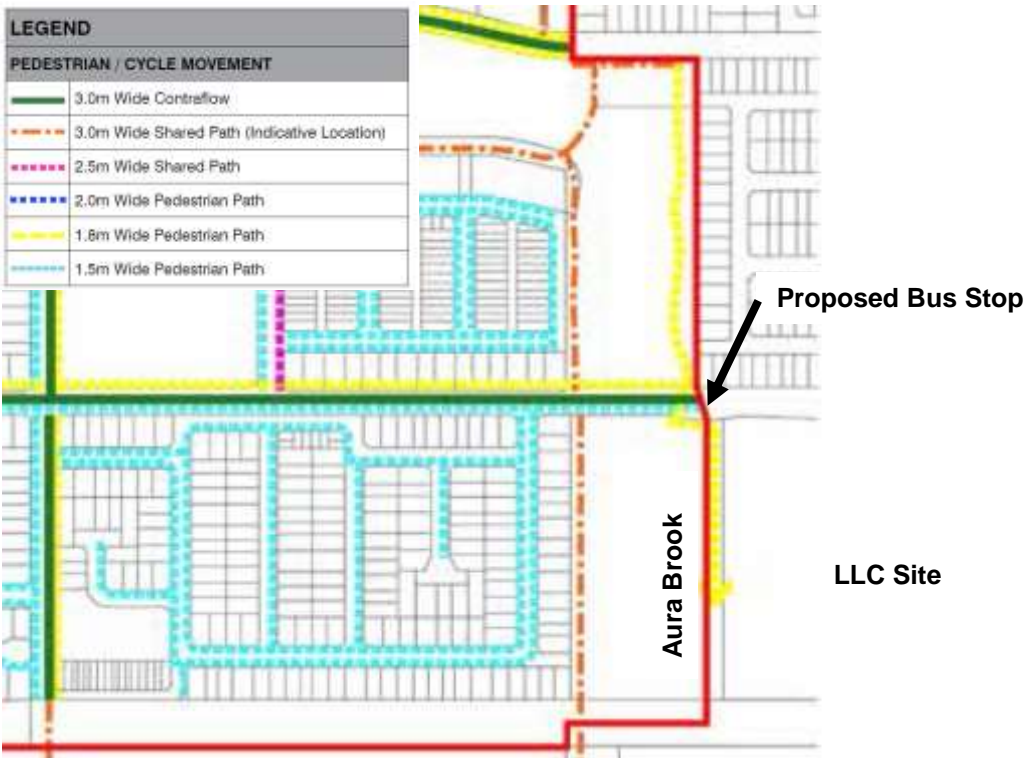 LEGEND
PEDESTRIAN / CYCLE MOVEMENT
3.0m Wide Contraflow
3.0m Wide Shared Path (Indicative Location)
2.5m Wide Shared Path
2.0m Wide Pedestrian Path
1.8m Wide Pedestrian Path
1.5m Wide Pedestrian Path
Proposed Bus Stop
Aura Brook
LLC Site